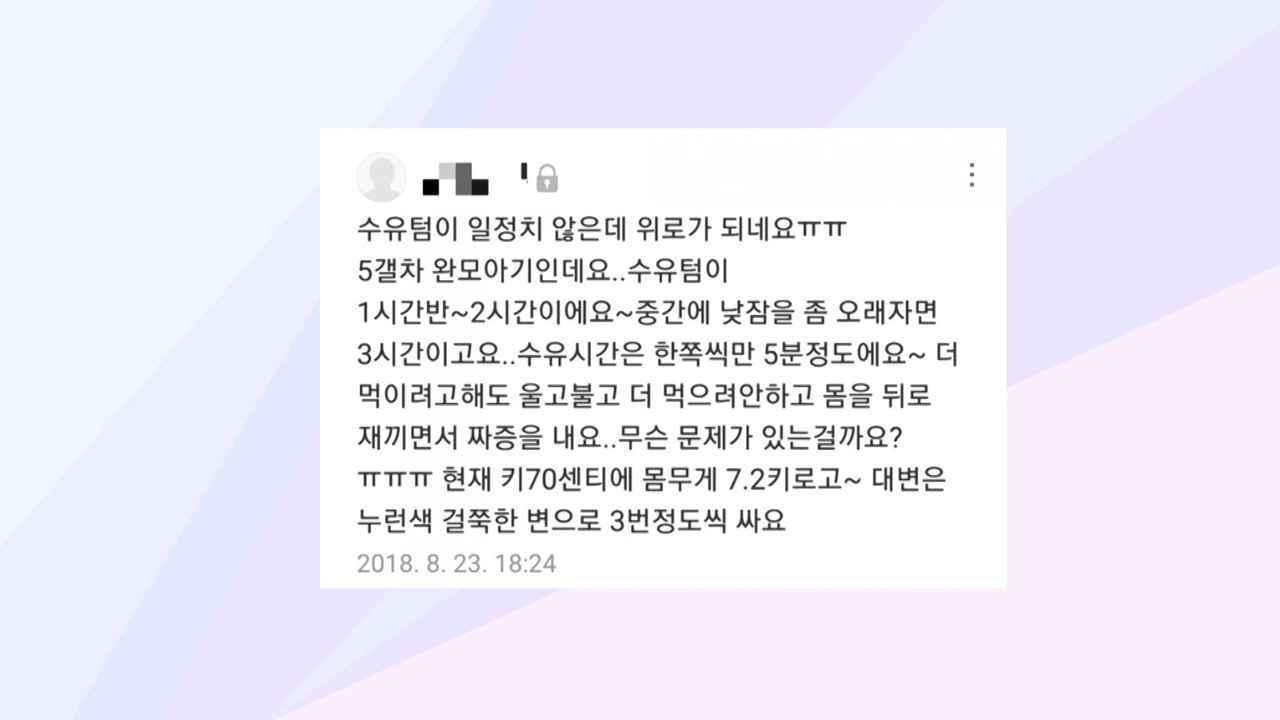 수유텀이 일정치 않은데 위로가 되네요ㅠㅠ
5갤차 완모아기인데요..수유텀이
1시간반~2시간이에요~중간에 낮잠을 좀 오래자면
3시간이고요..수유시간은 한쪽씩만 5분정도에요~ 더
먹이려고해도 울고불고 더 먹으려안하고 몸을 뒤로
재끼면서 짜증을 내요..무슨 문제가 있는걸까요?
ㅠㅠㅠ 현재 키70센티에 몸무게 7.2키로고~ 대변은
누런색 걸쭉한 변으로 3번정도씩 싸요
2018. 8. 23. 18:24